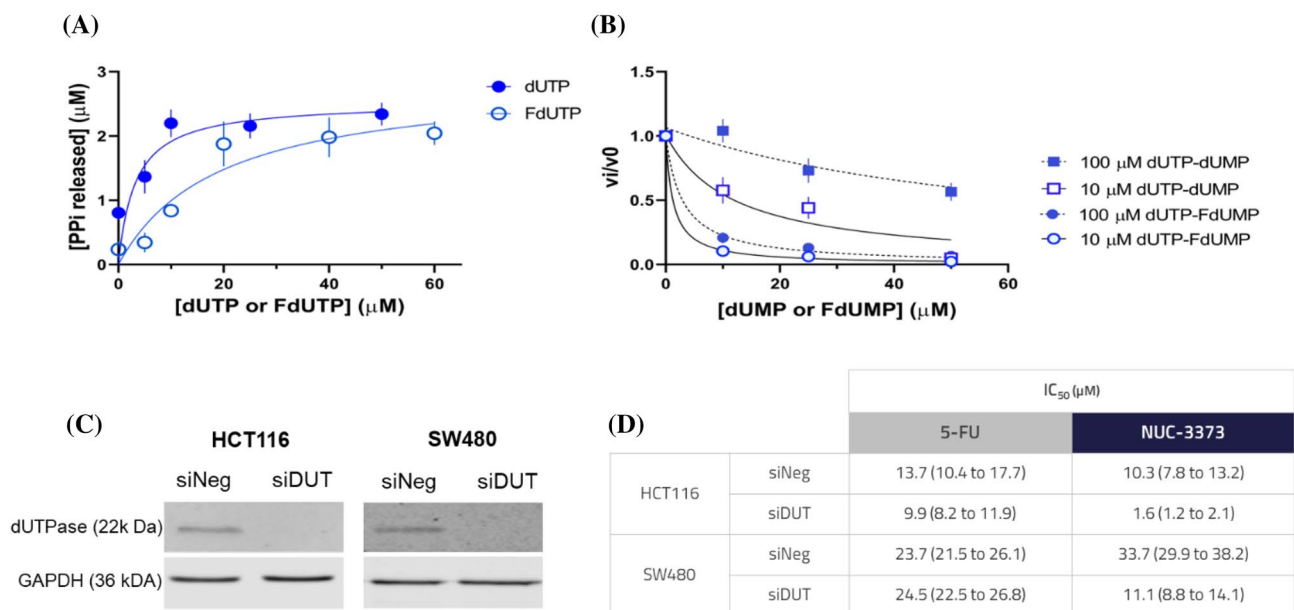 (A)
3
2
1
0
[PPi released] (μM)
0 20 40 60
[dUTP or FdUTP] (μM)
dUTP
FdUTP
(B)
1.5
1.0
0.5
0.0
vi/v0
0 20 40 60
[dUMP or FdUMP] (μM)
100 μM dUTP-dUMP
10 μM dUTP-dUMP
100 μM dUTP-FdUMP
10 μM dUTP-FdUMP
(C)
HCT116 SW480
siNeg siDUT siNeg siDUT
dUTPase (22k Da)
GAPDH (36 kDA)
(D)
IC50 (μM)
5-FU NUC-3373
HCT116
siNeg 13.7 (10.4 to 17.7) 10.3 (7.8 to 13.2)
siDUT 9.9 (8.2 to 11.9) 1.6 (1.2 to 2.1)
SW480
siNeg 23.7 (21.5 to 26.1) 33.7 (29.9 to 38.2)
siDUT 24.5 (22.5 to 26.8) 11.1 (8.8 to 14.1)